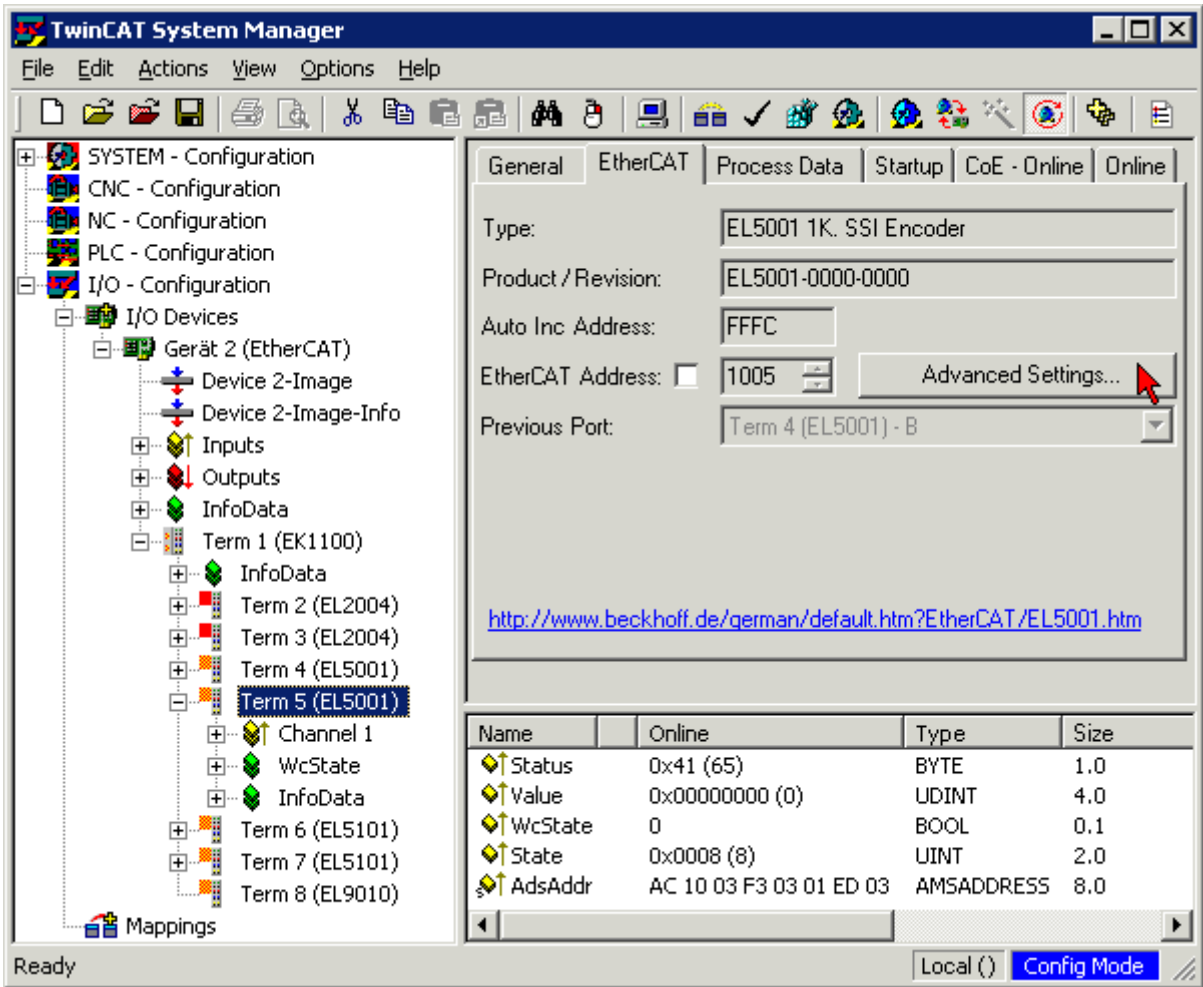 TwinCAT System Manager
File Edit Actions View Options Help
SYSTEM - Configuration
CNC - Configuration
NC - Configuration
PLC - Configuration
I/O - Configuration
I/O Devices
Gerät 2 (EtherCAT)
Device 2-Image
Device 2-Image-Info
Inputs
Outputs
InfoData
Term 1 (EK1100)
InfoData
Term 2 (EL2004)
Term 3 (EL2004)
Term 4 (EL5001)
Term 5 (EL5001)
Channel 1
WcState
InfoData
Term 6 (EL5101)
Term 7 (EL5101)
Term 8 (EL9010)
Mappings
General EtherCAT Process Data Startup CoE - Online Online
Type: EL5001 1K. SSI Encoder
Product / Revision: EL5001-0000-0000
Auto Inc Address: FFFC
EtherCAT Address: 1005 Advanced Settings...
Previous Port: Term 4 (EL5001) - B
http://www.beckhoff.de/german/default.htm?EtherCAT/EL5001.htm
Name Online Type Size
Status 0x41 (65) BYTE 1.0
Value 0x00000000 (0) UDINT 4.0
WcState 0 BOOL 0.1
State 0x0008 (8) UINT 2.0
AdsAddr AC 10 03 F3 03 01 ED 03 AMSADDRESS 8.0
Ready Local () Config Mode